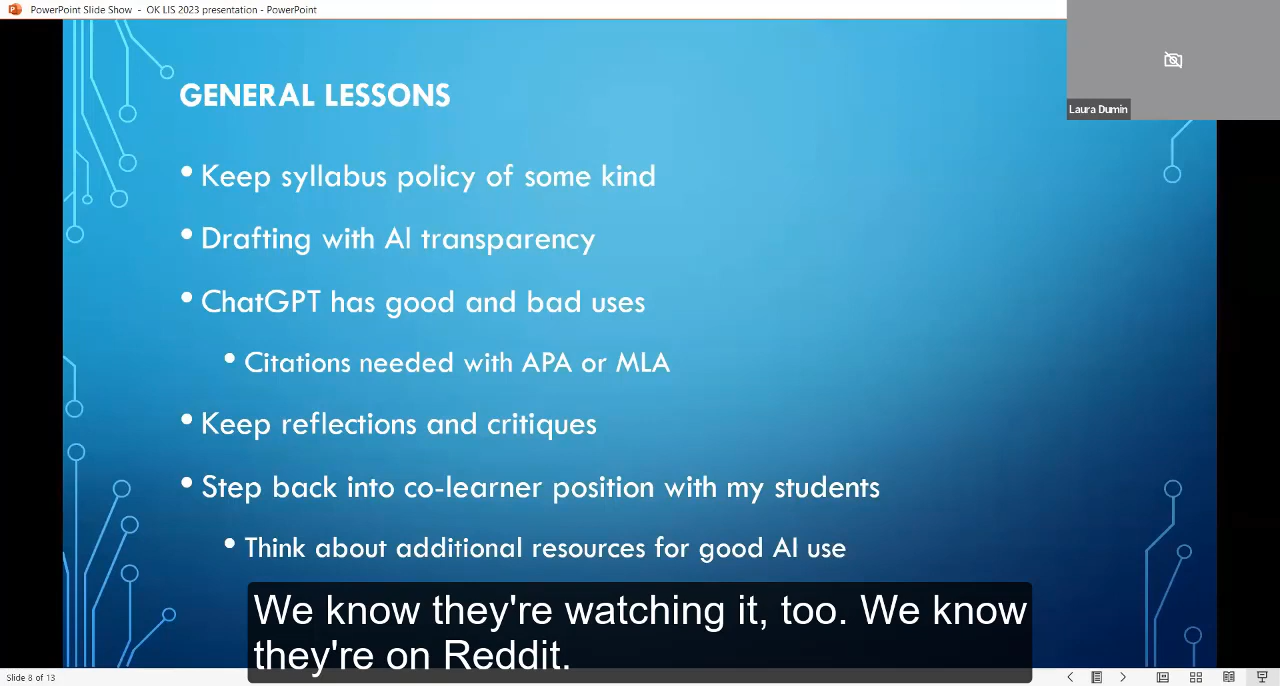 PowerPoint Slide Show - OK LIS 2023 presentation - PowerPoint
Laura Dumin
GENERAL LESSONS
• Keep syllabus policy of some kind
• Drafting with AI transparency
• ChatGPT has good and bad uses
• Citations needed with APA or MLA
• Keep reflections and critiques
• Step back into co-learner position with my students
• Think about additional resources for good AI use
We know they're watching it, too. We know
they're on Reddit.
Slide 8 of 13